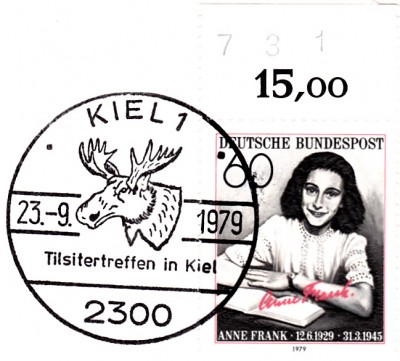 7 3 1
15,00
KIEL 1
23.-9. 1979
Tilsitertreffen in Kiel
2300
DEUTSCHE BUNDESPOST
60
Anne Frank.
ANNE FRANK · 12.6.1929 31.3.1945
1979